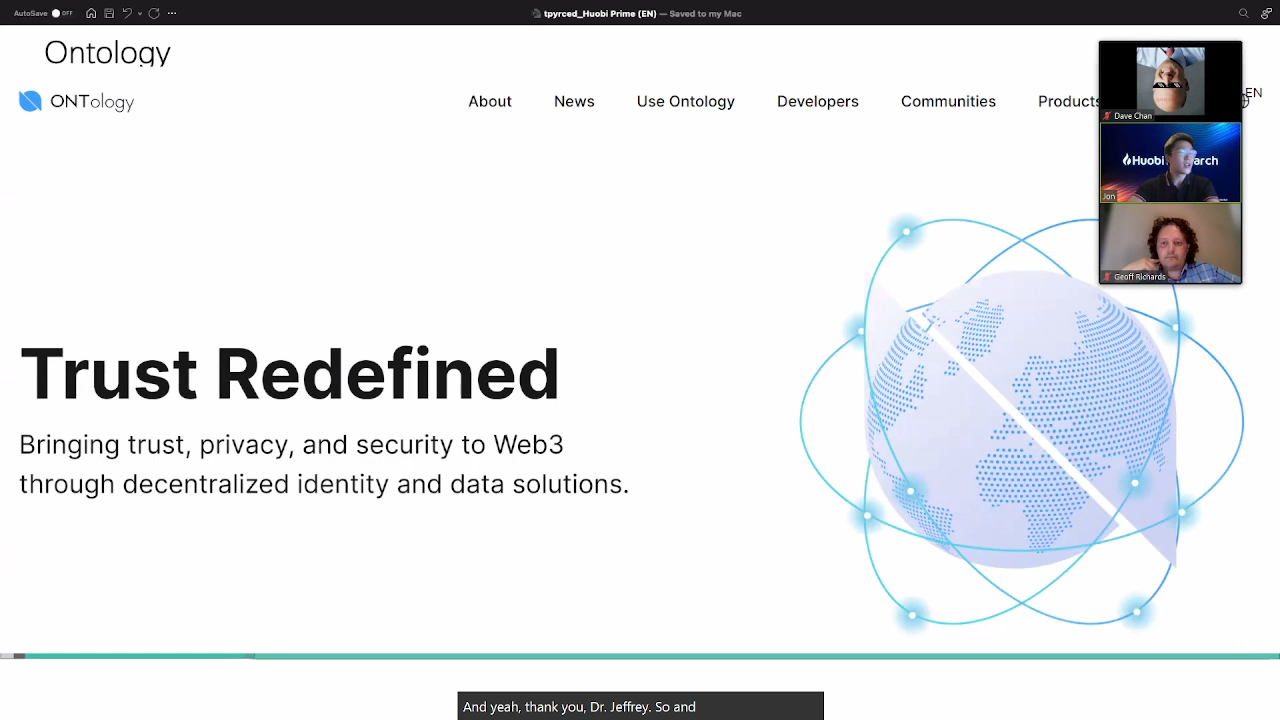 AutoSave OFF
tpyrced_Huobi Prime (EN) — Saved to my Mac
Ontology
ONTology
About News Use Ontology Developers Communities Products EN
Dave Chan
Huobi arch
Jon
Geoff Richards
Trust Redefined
Bringing trust, privacy, and security to Web3
through decentralized identity and data solutions.
And yeah, thank you, Dr. Jeffrey. So and